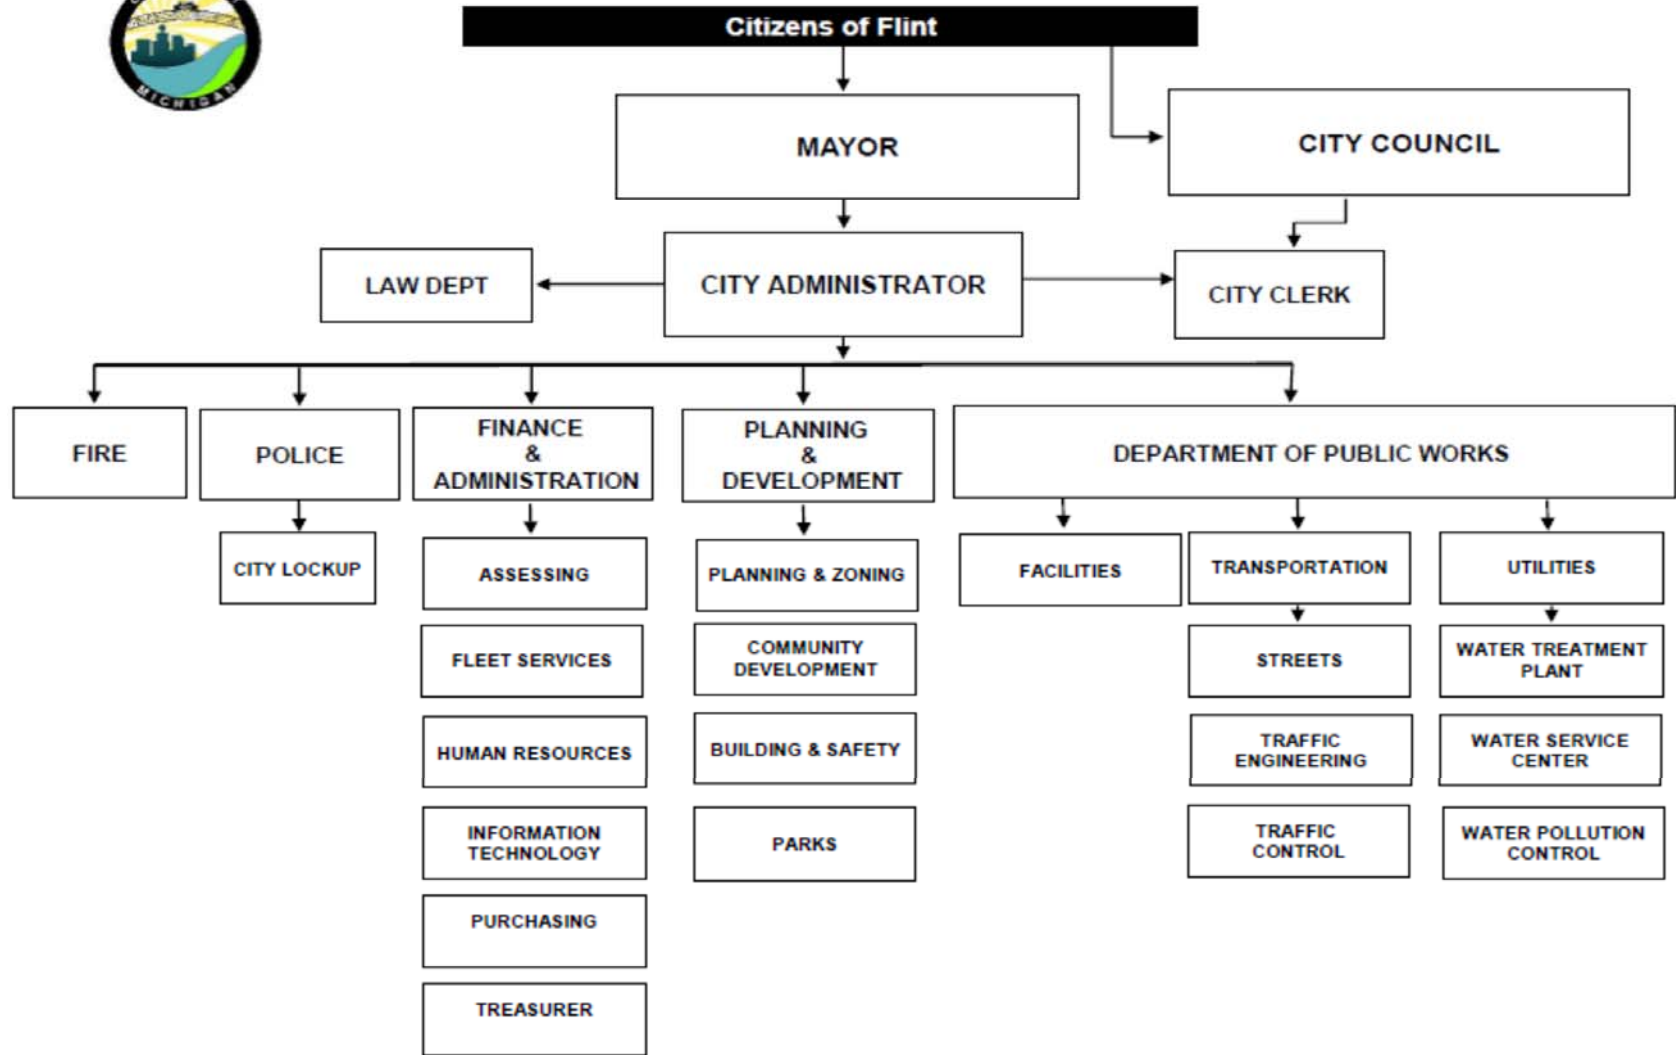 MICHIGAN
Citizens of Flint
MAYOR
CITY COUNCIL
LAW DEPT
CITY ADMINISTRATOR
CITY CLERK
FIRE
POLICE
FINANCE
&
ADMINISTRATION
PLANNING
&
DEVELOPMENT
DEPARTMENT OF PUBLIC WORKS
CITY LOCKUP
ASSESSING
FLEET SERVICES
HUMAN RESOURCES
INFORMATION
TECHNOLOGY
PURCHASING
TREASURER
PLANNING & ZONING
COMMUNITY
DEVELOPMENT
BUILDING & SAFETY
PARKS
FACILITIES
TRANSPORTATION
STREETS
TRAFFIC
ENGINEERING
TRAFFIC
CONTROL
UTILITIES
WATER TREATMENT
PLANT
WATER SERVICE
CENTER
WATER POLLUTION
CONTROL